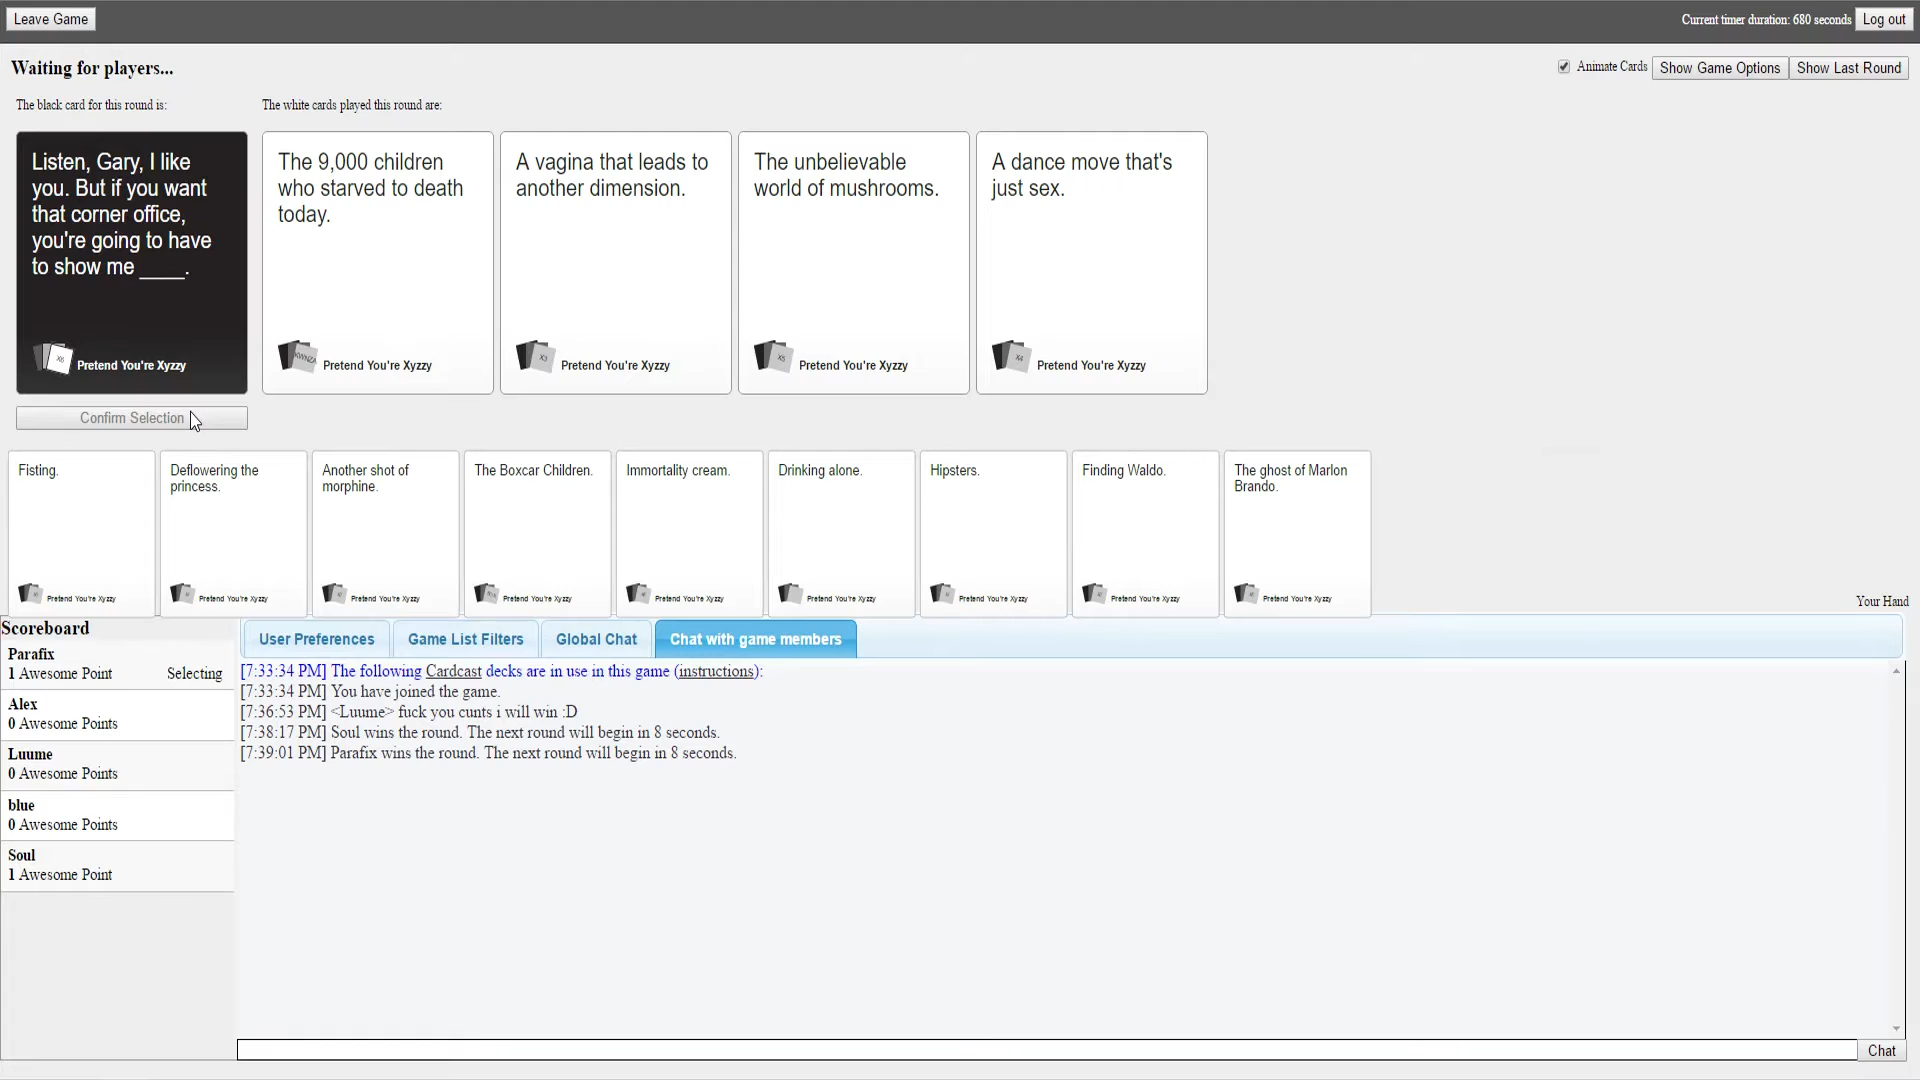 Leave Game
Current timer duration: 680 seconds
Log out
Waiting for players...
Animate Cards
Show Game Options
Show Last Round
The black card for this round is:
The white cards played this round are:
Listen, Gary, I like
you. But if you want
that corner office,
you're going to have
to show me ____.
X6
Pretend You're Xyzzy
The 9,000 children
who starved to death
today.
Pretend You're Xyzzy
A vagina that leads to
another dimension.
X3
Pretend You're Xyzzy
The unbelievable
world of mushrooms.
Pretend You're Xyzzy
A dance move that's
just sex.
X4
Pretend You're Xyzzy
Confirm Selection
Fisting.
Pretend You're Xyzzy
Deflowering the
princess.
Pretend You're Xyzzy
Another shot of
morphine.
Pretend You're Xyzzy
The Boxcar Children.
Pretend You're Xyzzy
Immortality cream.
Pretend You're Xyzzy
Drinking alone.
Pretend You're Xyzzy
Hipsters.
Pretend You're Xyzzy
Finding Waldo.
Pretend You're Xyzzy
The ghost of Marlon
Brando.
Pretend You're Xyzzy
Your Hand
Scoreboard
Parafix
1 Awesome Point
Selecting
Alex
0 Awesome Points
Luume
0 Awesome Points
blue
0 Awesome Points
Soul
1 Awesome Point
User Preferences
Game List Filters
Global Chat
Chat with game members
[7:33:34 PM] The following Cardcast decks are in use in this game (instructions):
[7:33:34 PM] You have joined the game.
[7:36:53 PM] <Luume> fuck you cunts i will win :D
[7:38:17 PM] Soul wins the round. The next round will begin in 8 seconds.
[7:39:01 PM] Parafix wins the round. The next round will begin in 8 seconds.
Chat